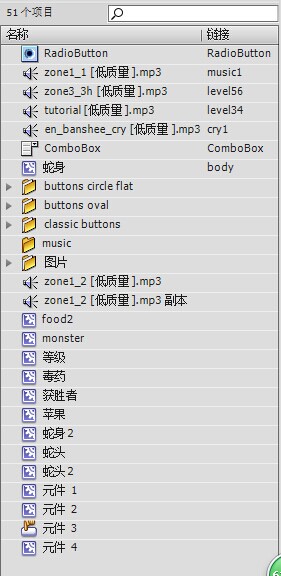 51 个项目
名称 链接
RadioButton RadioButton
zone1_1 [低质量].mp3 music1
zone3_3h [低质量].mp3 level56
tutorial [低质量].mp3 level34
en_banshee_cry [低质量].mp3 cry1
ComboBox ComboBox
蛇身 body
buttons circle flat
buttons oval
classic buttons
music
图片
zone1_2 [低质量].mp3
zone1_2 [低质量].mp3 副本
food2
monster
等级
毒药
获胜者
苹果
蛇身2
蛇头
蛇头2
元件 1
元件 2
元件 3
元件 4